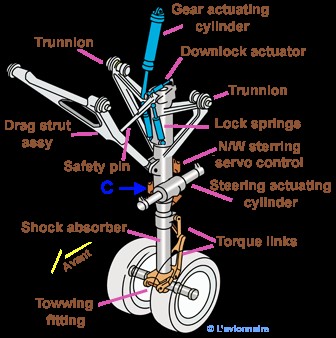 Gear actuating
cylinder
Trunnion
Downlock actuator
Trunnion
Drag strut
assy
Lock springs
Safety pin
N/W sterring
servo control
C
Steering actuating
cylinder
Shock absorber
Torque links
Avant
Towwing
fitting
© L'avionnaire